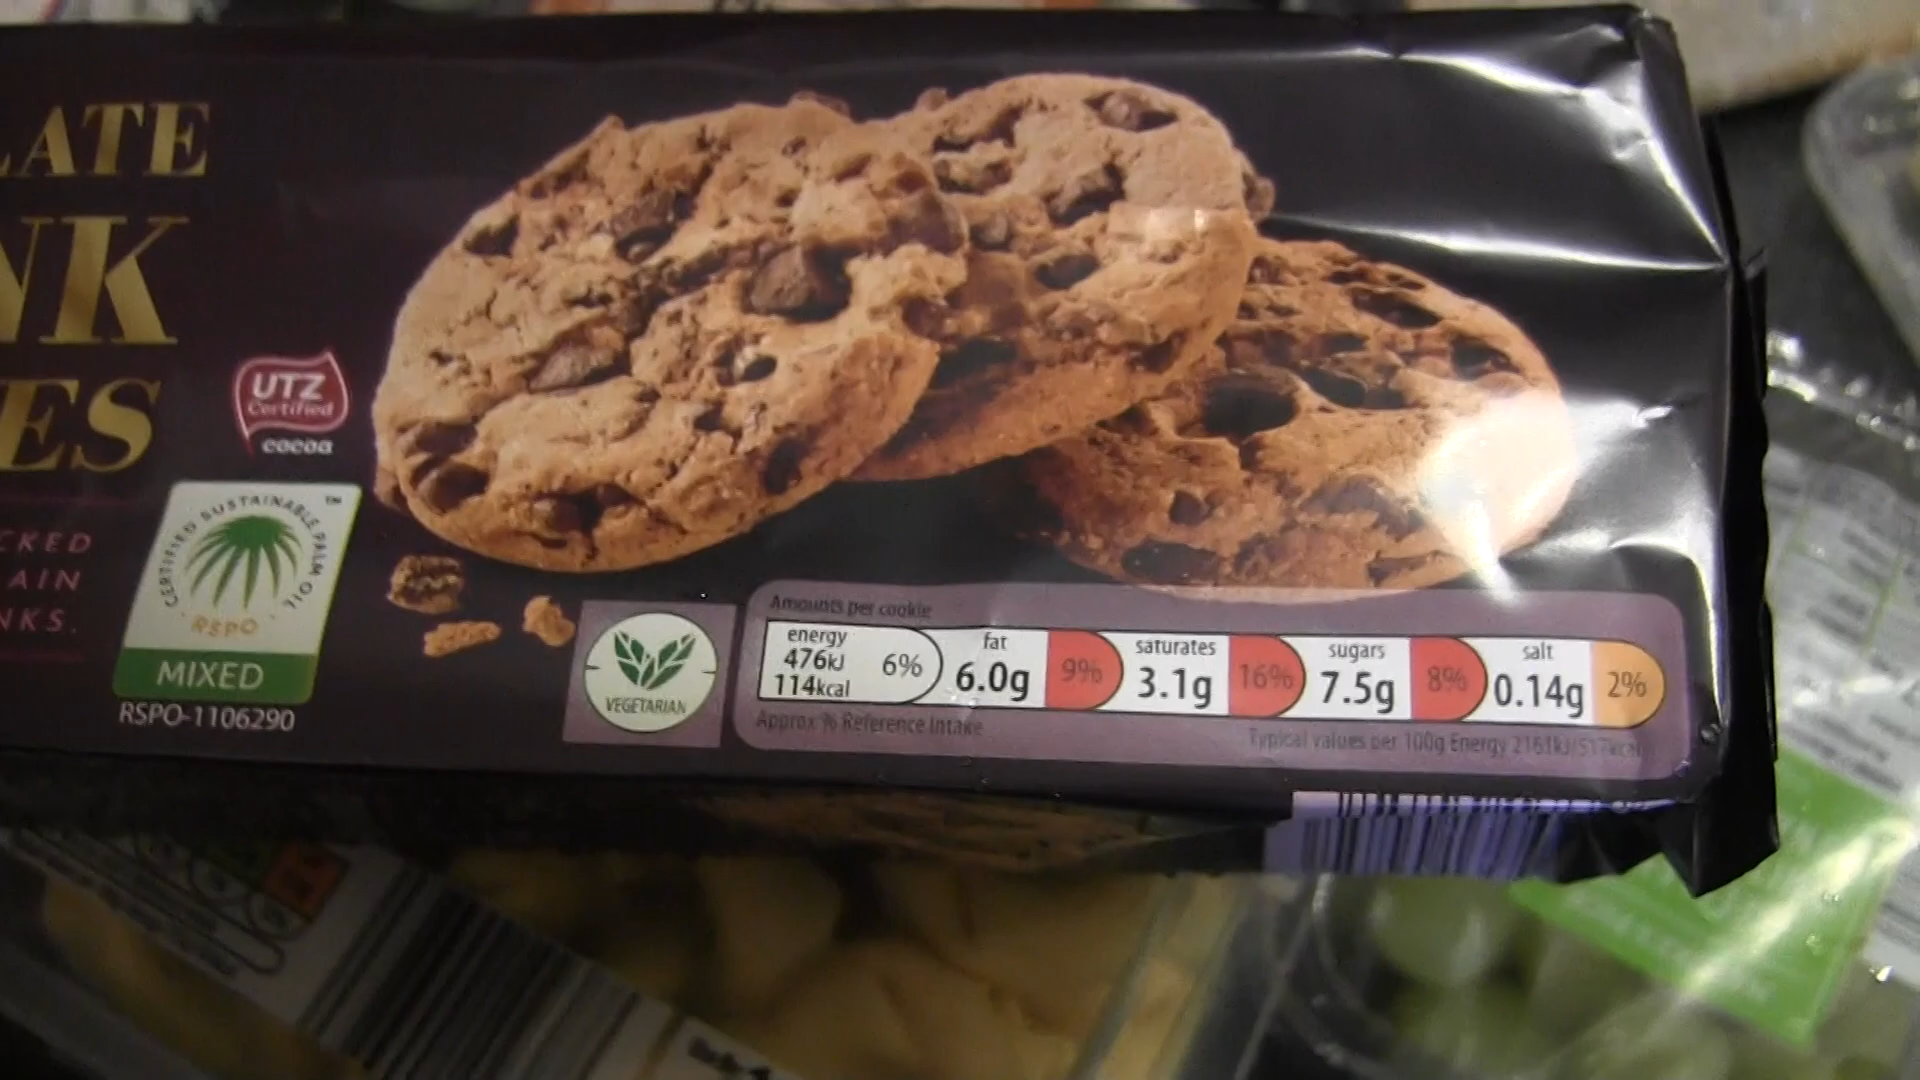 LATE
NK
ES
CKED
AIN
NKS.
UTZ
Certified
cocoa
CERTIFIED SUSTAINABLE PALM OIL ™
RSPO
MIXED
RSPO-1106290
VEGETARIAN
Amounts per cookie
energy 476kJ 114kcal 6%
fat 6.0g 9%
saturates 3.1g 16%
sugars 7.5g 8%
salt 0.14g 2%
Approx % Reference Intake
Typical values per 100g Energy 2161kJ/517kcal